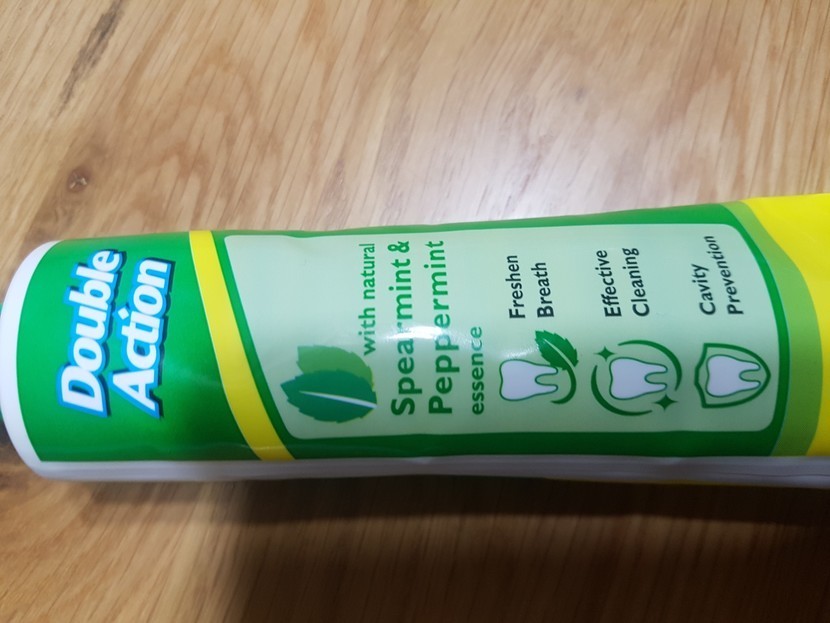 Double
Action
with natural
Spearmint &
Peppermint
essence
Freshen
Breath
Effective
Cleaning
Cavity
Prevention